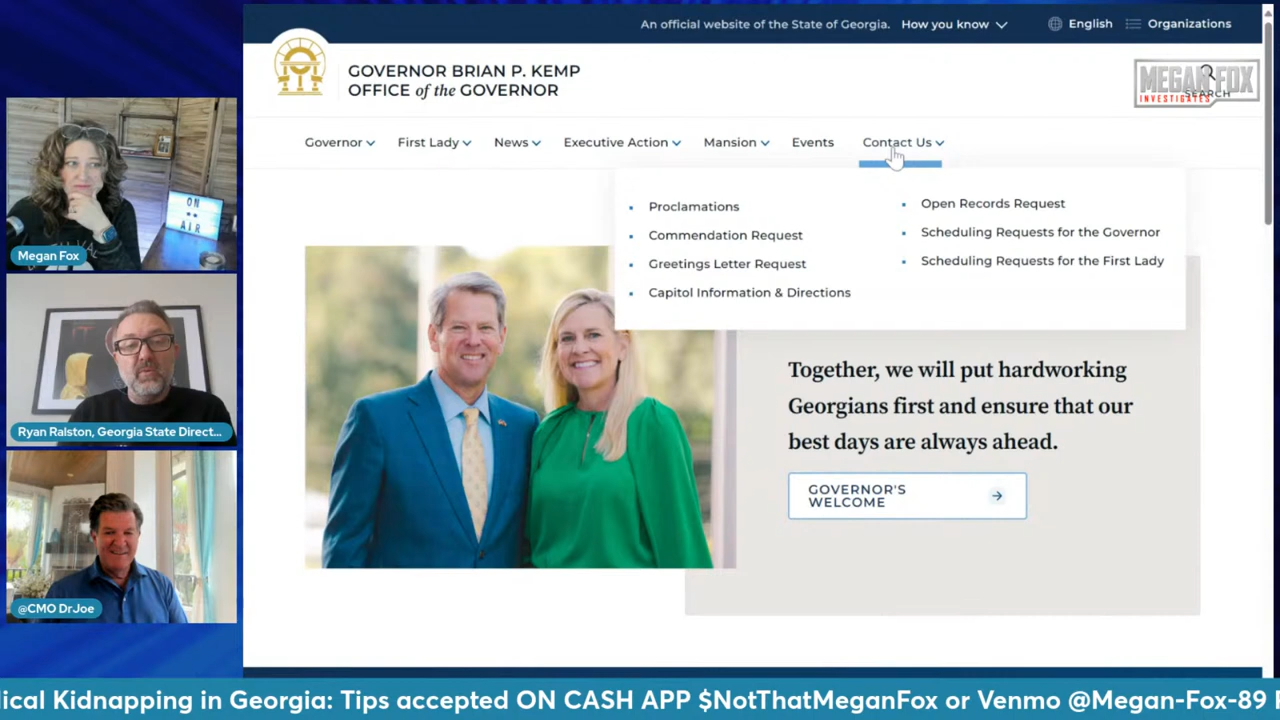 An official website of the State of Georgia. How you know
English
Organizations
GOVERNOR BRIAN P. KEMP
OFFICE of the GOVERNOR
SEARCH
MEGAN FOX
INVESTIGATES
Governor
First Lady
News
Executive Action
Mansion
Events
Contact Us
Proclamations
Commendation Request
Greetings Letter Request
Capitol Information & Directions
Open Records Request
Scheduling Requests for the Governor
Scheduling Requests for the First Lady
Together, we will put hardworking
Georgians first and ensure that our
best days are always ahead.
GOVERNOR'S
WELCOME
ON
AIR
Megan Fox
Ryan Ralston, Georgia State Direct...
@CMO DrJoe
ical Kidnapping in Georgia: Tips accepted ON CASH APP $NotThatMeganFox or Venmo @Megan-Fox-89